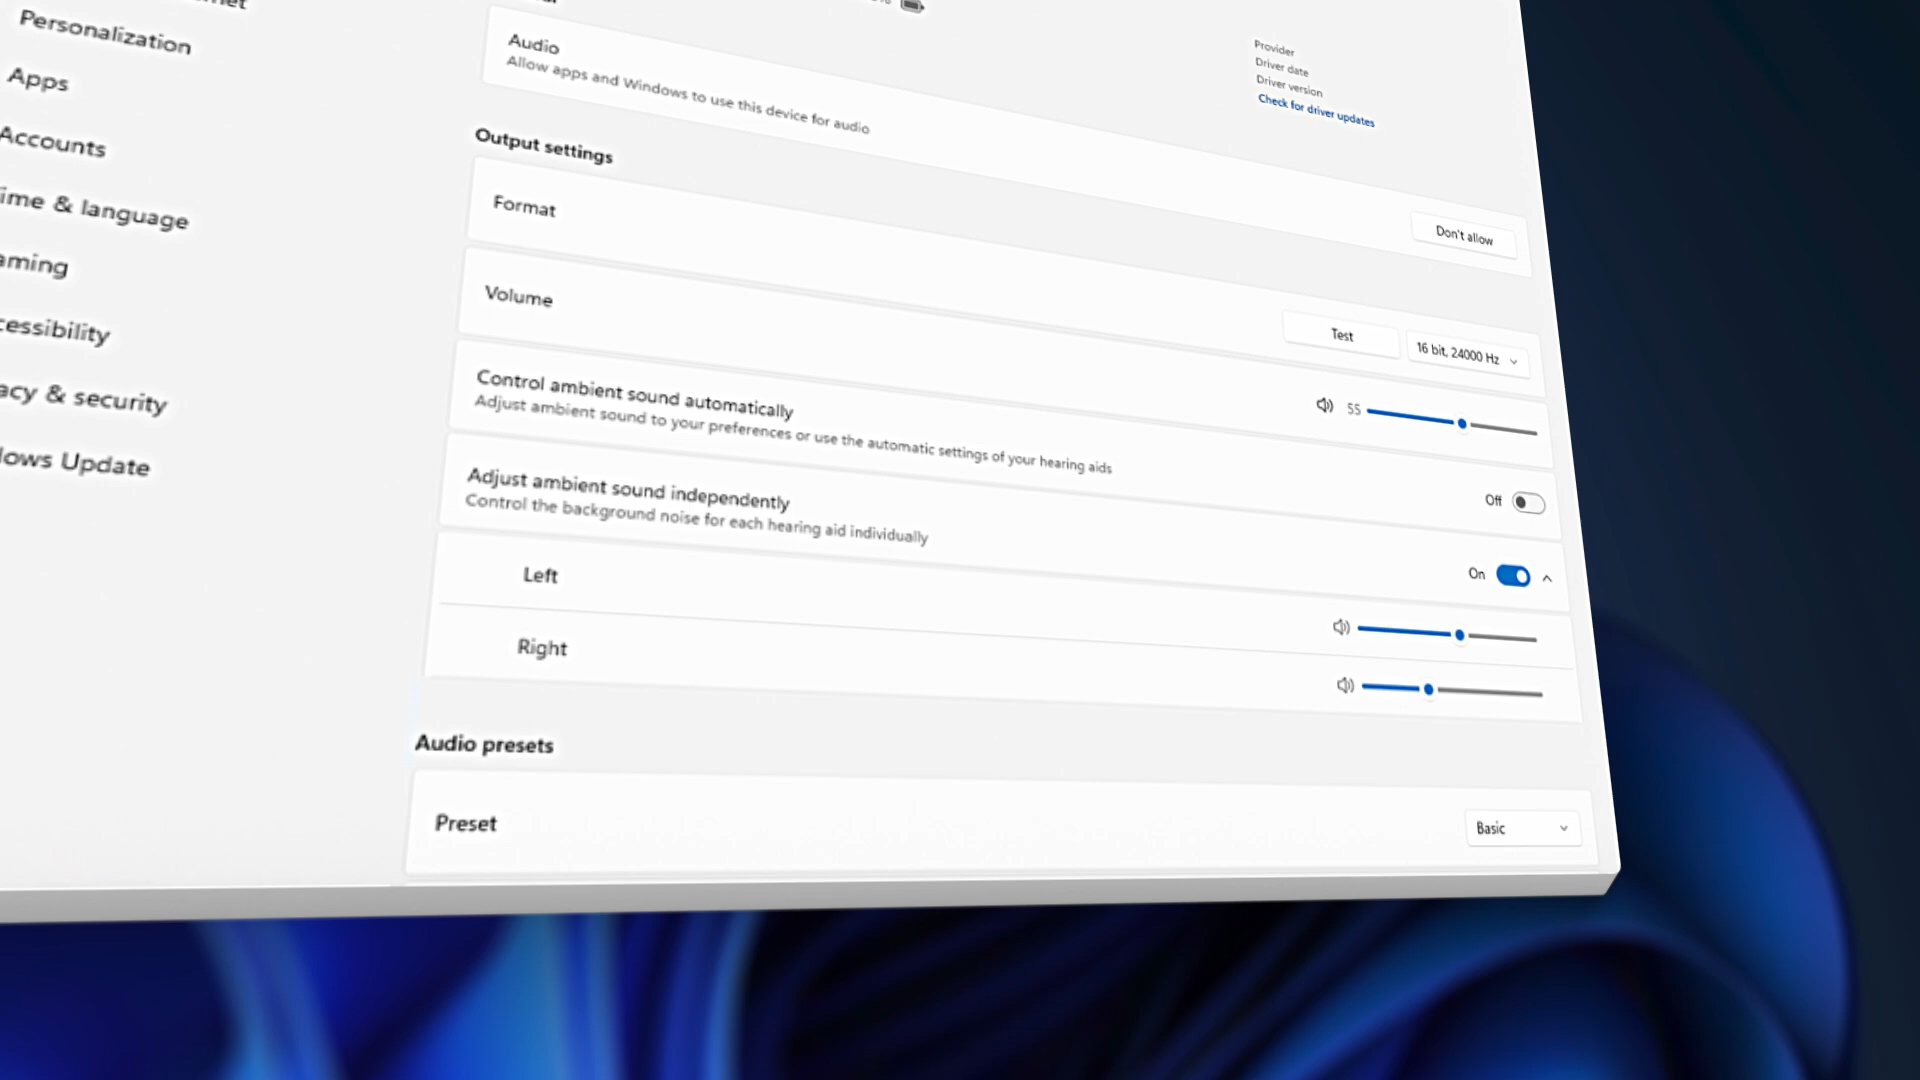 Personalization
Apps
Accounts
ime & language
aming
cessibility
acy & security
lows Update
Provider
Driver date
Driver version
Check for driver updates
Audio
Allow apps and Windows to use this device for audio
Don't allow
Output settings
Format
Test
16 bit, 24000 Hz
Volume
55
Control ambient sound automatically
Adjust ambient sound to your preferences or use the automatic settings of your hearing aids
Off
Adjust ambient sound independently
Control the background noise for each hearing aid individually
On
Left
Right
Audio presets
Preset
Basic